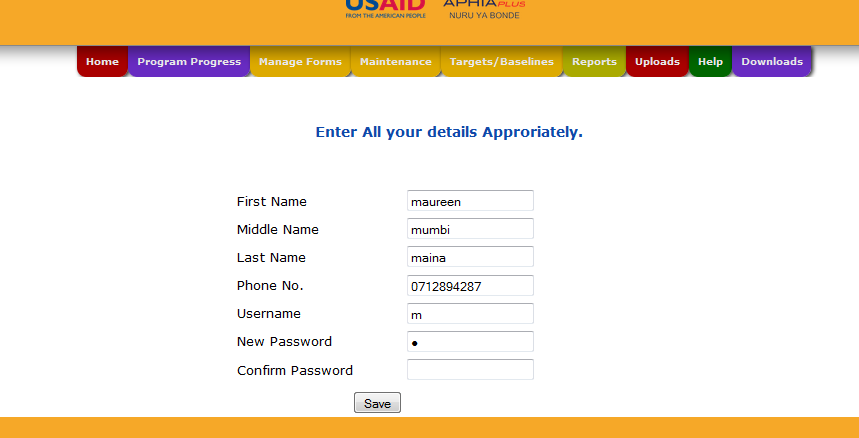 USAID
FROM THE AMERICAN PEOPLE
APHIAPLUS
NURU YA BONDE
Home Program Progress Manage Forms Maintenance Targets/Baselines Reports Uploads Help Downloads
Enter All your details Approriately.
First Name maureen
Middle Name mumbi
Last Name maina
Phone No. 0712894287
Username m
New Password ●
Confirm Password
Save